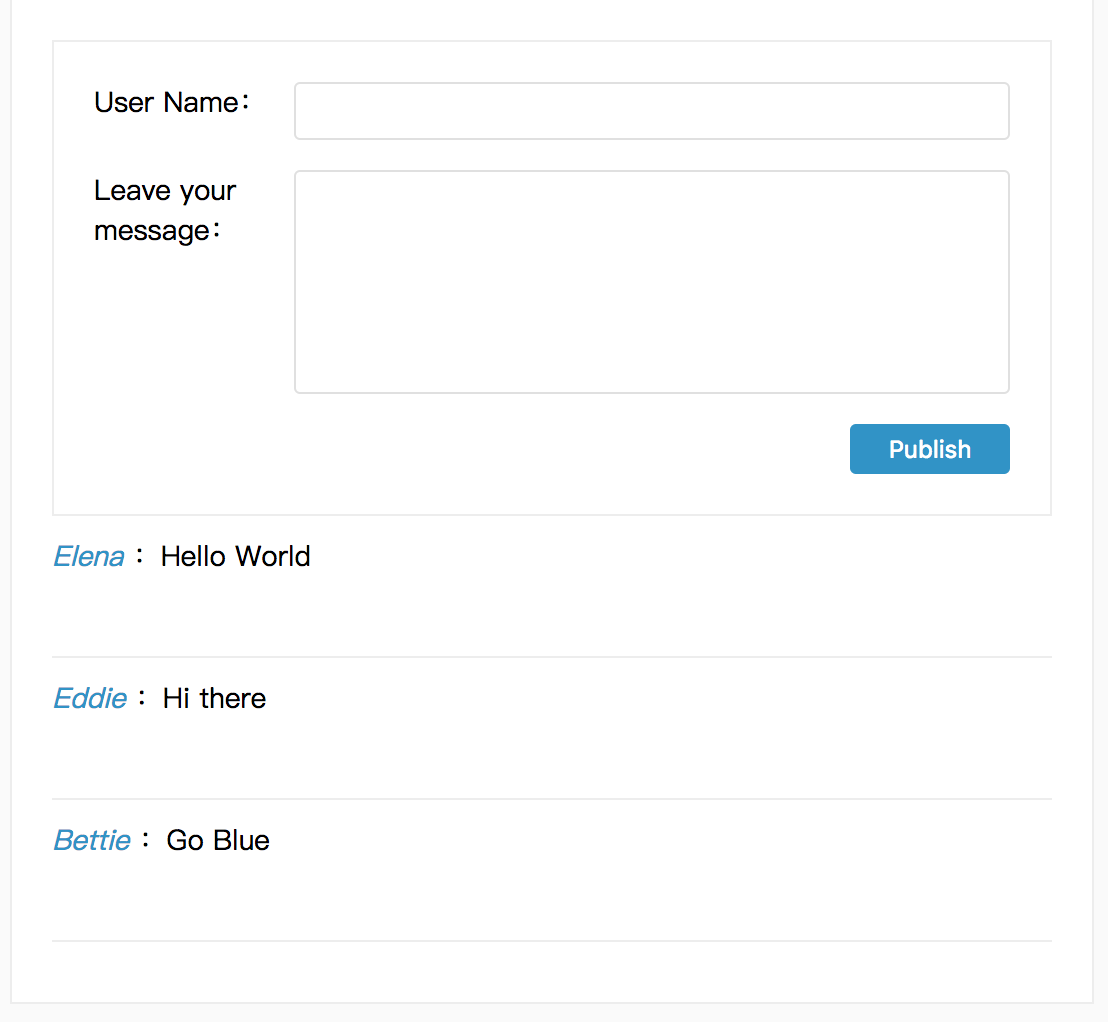 User Name：
Leave your
message：
Publish
Elena： Hello World
Eddie： Hi there
Bettie： Go Blue